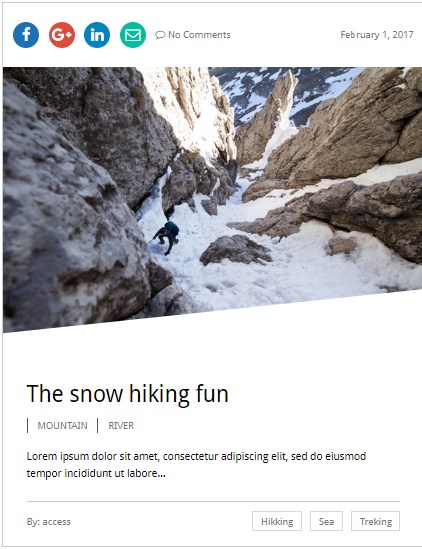 No Comments
February 1, 2017
The snow hiking fun
MOUNTAIN RIVER
Lorem ipsum dolor sit amet, consectetur adipiscing elit, sed do eiusmod
tempor incididunt ut labore...
By: access
Hikking Sea Treking